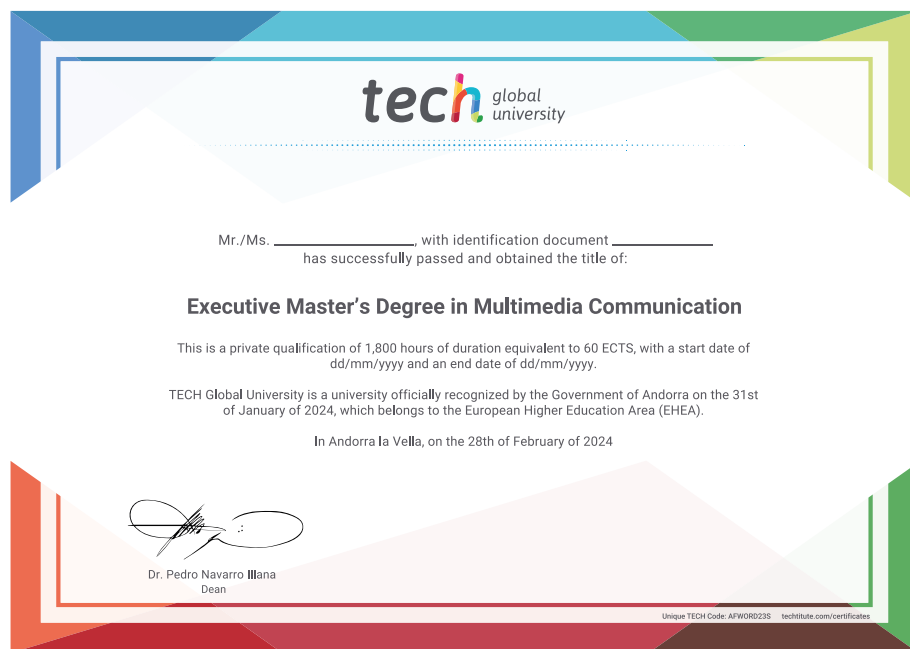 tech global university
Mr./Ms. ____________________, with identification document ______________
has successfully passed and obtained the title of:
Executive Master's Degree in Multimedia Communication
This is a private qualification of 1,800 hours of duration equivalent to 60 ECTS, with a start date of
dd/mm/yyyy and an end date of dd/mm/yyyy.
TECH Global University is a university officially recognized by the Government of Andorra on the 31st
of January of 2024, which belongs to the European Higher Education Area (EHEA).
In Andorra la Vella, on the 28th of February of 2024
Dr. Pedro Navarro Illana
Dean
Unique TECH Code: AFWORD23S techtitute.com/certificates